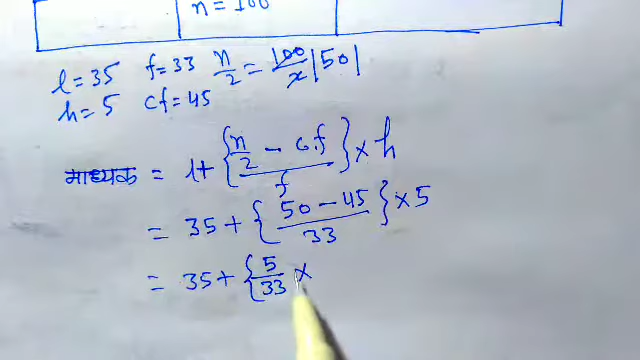 n = 100
l = 35 f = 33 n/2 = 100/2 |50|
h = 5 cf = 45
माध्यक = l + {n/2 - c.f / f} × h
= 35 + {50 - 45 / 33} × 5
= 35 + {5/33 ×